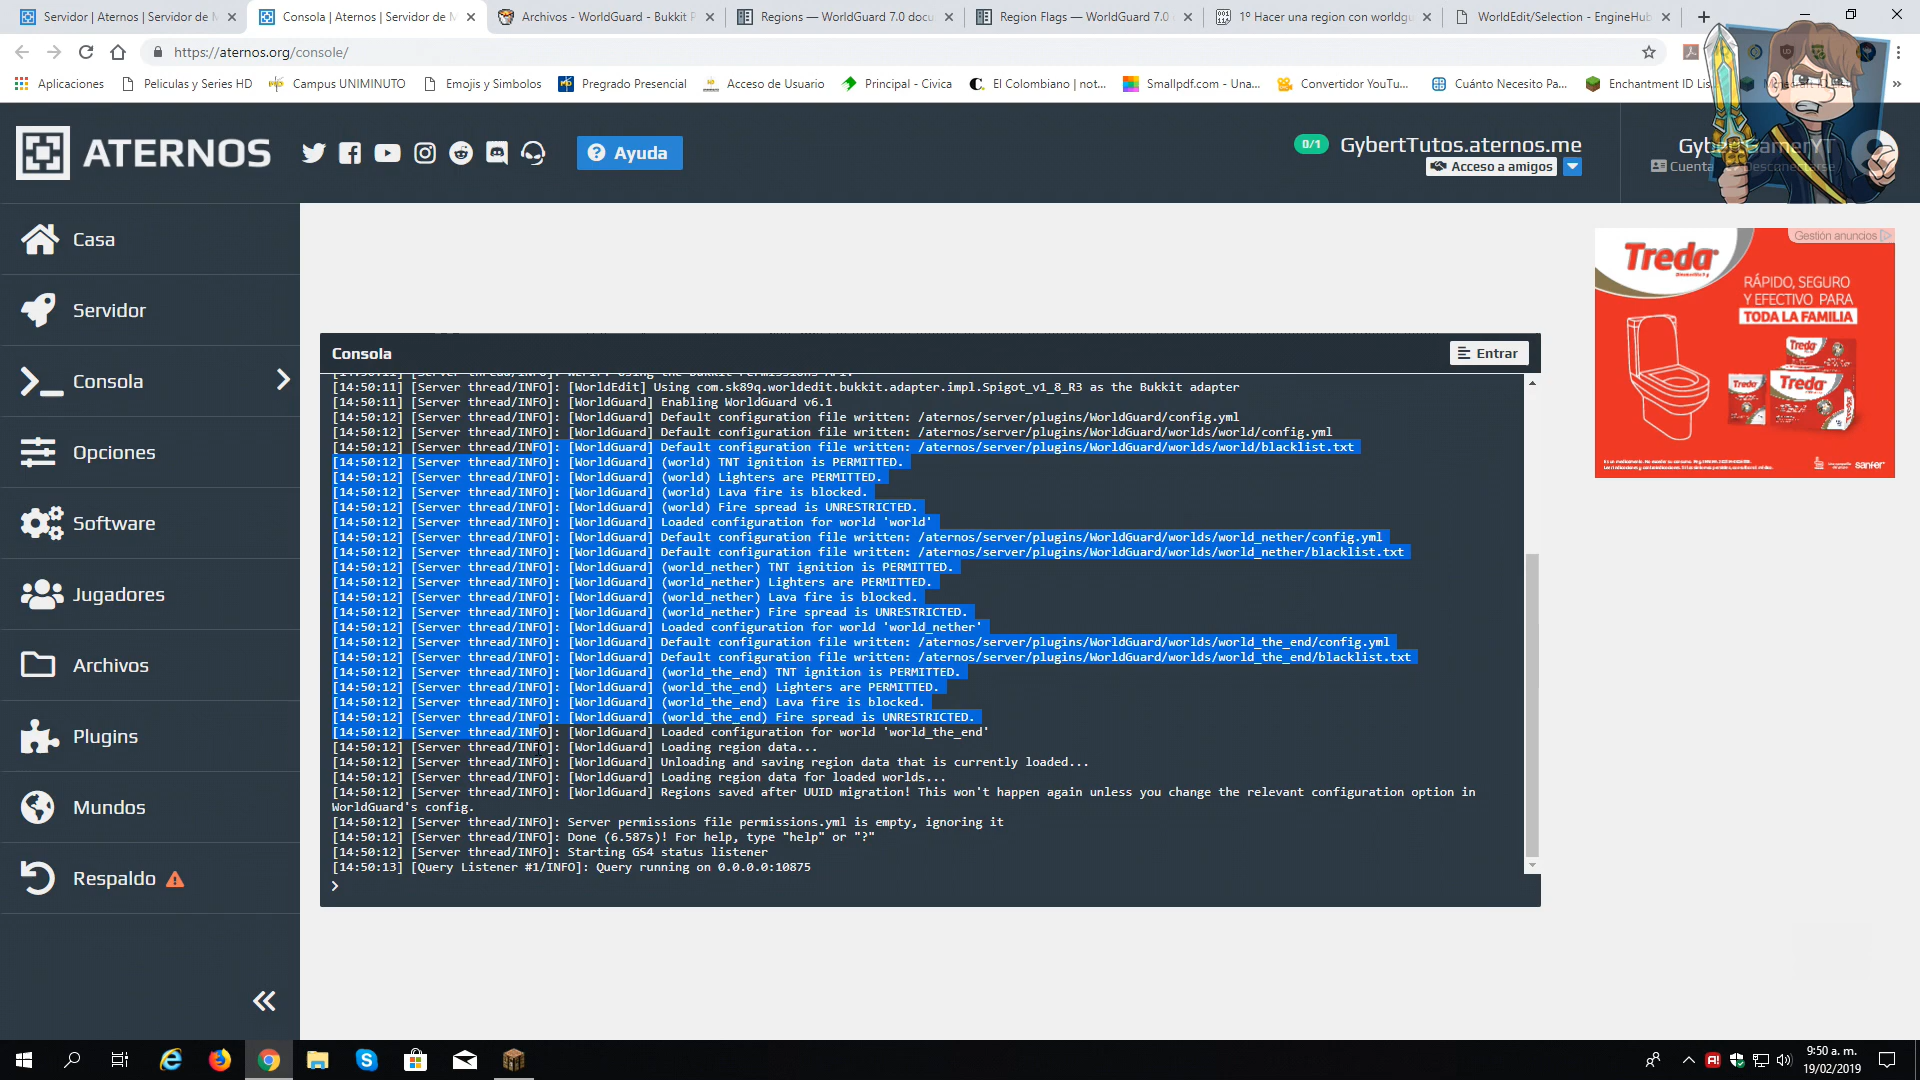 Servidor | Aternos | Servidor de M
Consola | Aternos | Servidor de M
Archivos - WorldGuard - Bukkit P
Regions — WorldGuard 7.0 docu
Region Flags — WorldGuard 7.0
1º Hacer una region con worldgu
WorldEdit/Selection - EngineHub
https://aternos.org/console/
Aplicaciones
Peliculas y Series HD
Campus UNIMINUTO
Emojis y Simbolos
Pregrado Presencial
Acceso de Usuario
Principal - Civica
El Colombiano | not...
Smallpdf.com - Una...
Convertidor YouTu...
Cuánto Necesito Pa...
Enchantment ID Lis
ATERNOS
Ayuda
0/1
GybertTutos.aternos.me
Acceso a amigos
GybertGamerYT
Cuenta
Desconectarse
Casa
Servidor
Consola
Opciones
Software
Jugadores
Archivos
Plugins
Mundos
Respaldo
Consola
Entrar
[14:50:11] [Server thread/INFO]: WEPIF: Using the Bukkit Permissions API.
[14:50:11] [Server thread/INFO]: [WorldEdit] Using com.sk89q.worldedit.bukkit.adapter.impl.Spigot_v1_8_R3 as the Bukkit adapter
[14:50:11] [Server thread/INFO]: [WorldGuard] Enabling WorldGuard v6.1
[14:50:12] [Server thread/INFO]: [WorldGuard] Default configuration file written: /aternos/server/plugins/WorldGuard/config.yml
[14:50:12] [Server thread/INFO]: [WorldGuard] Default configuration file written: /aternos/server/plugins/WorldGuard/worlds/world/config.yml
[14:50:12] [Server thread/INFO]: [WorldGuard] Default configuration file written: /aternos/server/plugins/WorldGuard/worlds/world/blacklist.txt
[14:50:12] [Server thread/INFO]: [WorldGuard] (world) TNT ignition is PERMITTED.
[14:50:12] [Server thread/INFO]: [WorldGuard] (world) Lighters are PERMITTED.
[14:50:12] [Server thread/INFO]: [WorldGuard] (world) Lava fire is blocked.
[14:50:12] [Server thread/INFO]: [WorldGuard] (world) Fire spread is UNRESTRICTED.
[14:50:12] [Server thread/INFO]: [WorldGuard] Loaded configuration for world 'world'
[14:50:12] [Server thread/INFO]: [WorldGuard] Default configuration file written: /aternos/server/plugins/WorldGuard/worlds/world_nether/config.yml
[14:50:12] [Server thread/INFO]: [WorldGuard] Default configuration file written: /aternos/server/plugins/WorldGuard/worlds/world_nether/blacklist.txt
[14:50:12] [Server thread/INFO]: [WorldGuard] (world_nether) TNT ignition is PERMITTED.
[14:50:12] [Server thread/INFO]: [WorldGuard] (world_nether) Lighters are PERMITTED.
[14:50:12] [Server thread/INFO]: [WorldGuard] (world_nether) Lava fire is blocked.
[14:50:12] [Server thread/INFO]: [WorldGuard] (world_nether) Fire spread is UNRESTRICTED.
[14:50:12] [Server thread/INFO]: [WorldGuard] Loaded configuration for world 'world_nether'
[14:50:12] [Server thread/INFO]: [WorldGuard] Default configuration file written: /aternos/server/plugins/WorldGuard/worlds/world_the_end/config.yml
[14:50:12] [Server thread/INFO]: [WorldGuard] Default configuration file written: /aternos/server/plugins/WorldGuard/worlds/world_the_end/blacklist.txt
[14:50:12] [Server thread/INFO]: [WorldGuard] (world_the_end) TNT ignition is PERMITTED.
[14:50:12] [Server thread/INFO]: [WorldGuard] (world_the_end) Lighters are PERMITTED.
[14:50:12] [Server thread/INFO]: [WorldGuard] (world_the_end) Lava fire is blocked.
[14:50:12] [Server thread/INFO]: [WorldGuard] (world_the_end) Fire spread is UNRESTRICTED.
[14:50:12] [Server thread/INFO]: [WorldGuard] Loaded configuration for world 'world_the_end'
[14:50:12] [Server thread/INFO]: [WorldGuard] Loading region data...
[14:50:12] [Server thread/INFO]: [WorldGuard] Unloading and saving region data that is currently loaded...
[14:50:12] [Server thread/INFO]: [WorldGuard] Loading region data for loaded worlds...
[14:50:12] [Server thread/INFO]: [WorldGuard] Regions saved after UUID migration! This won't happen again unless you change the relevant configuration option in
WorldGuard's config.
[14:50:12] [Server thread/INFO]: Server permissions file permissions.yml is empty, ignoring it
[14:50:12] [Server thread/INFO]: Done (6.587s)! For help, type "help" or "?"
[14:50:12] [Server thread/INFO]: Starting GS4 status listener
[14:50:13] [Query Listener #1/INFO]: Query running on 0.0.0.0:10875
Gestión anuncios
Treda
RÁPIDO, SEGURO
Y EFECTIVO PARA
TODA LA FAMILIA
Treda
Treda
Treda
sanfer
9:50 a. m.
19/02/2019